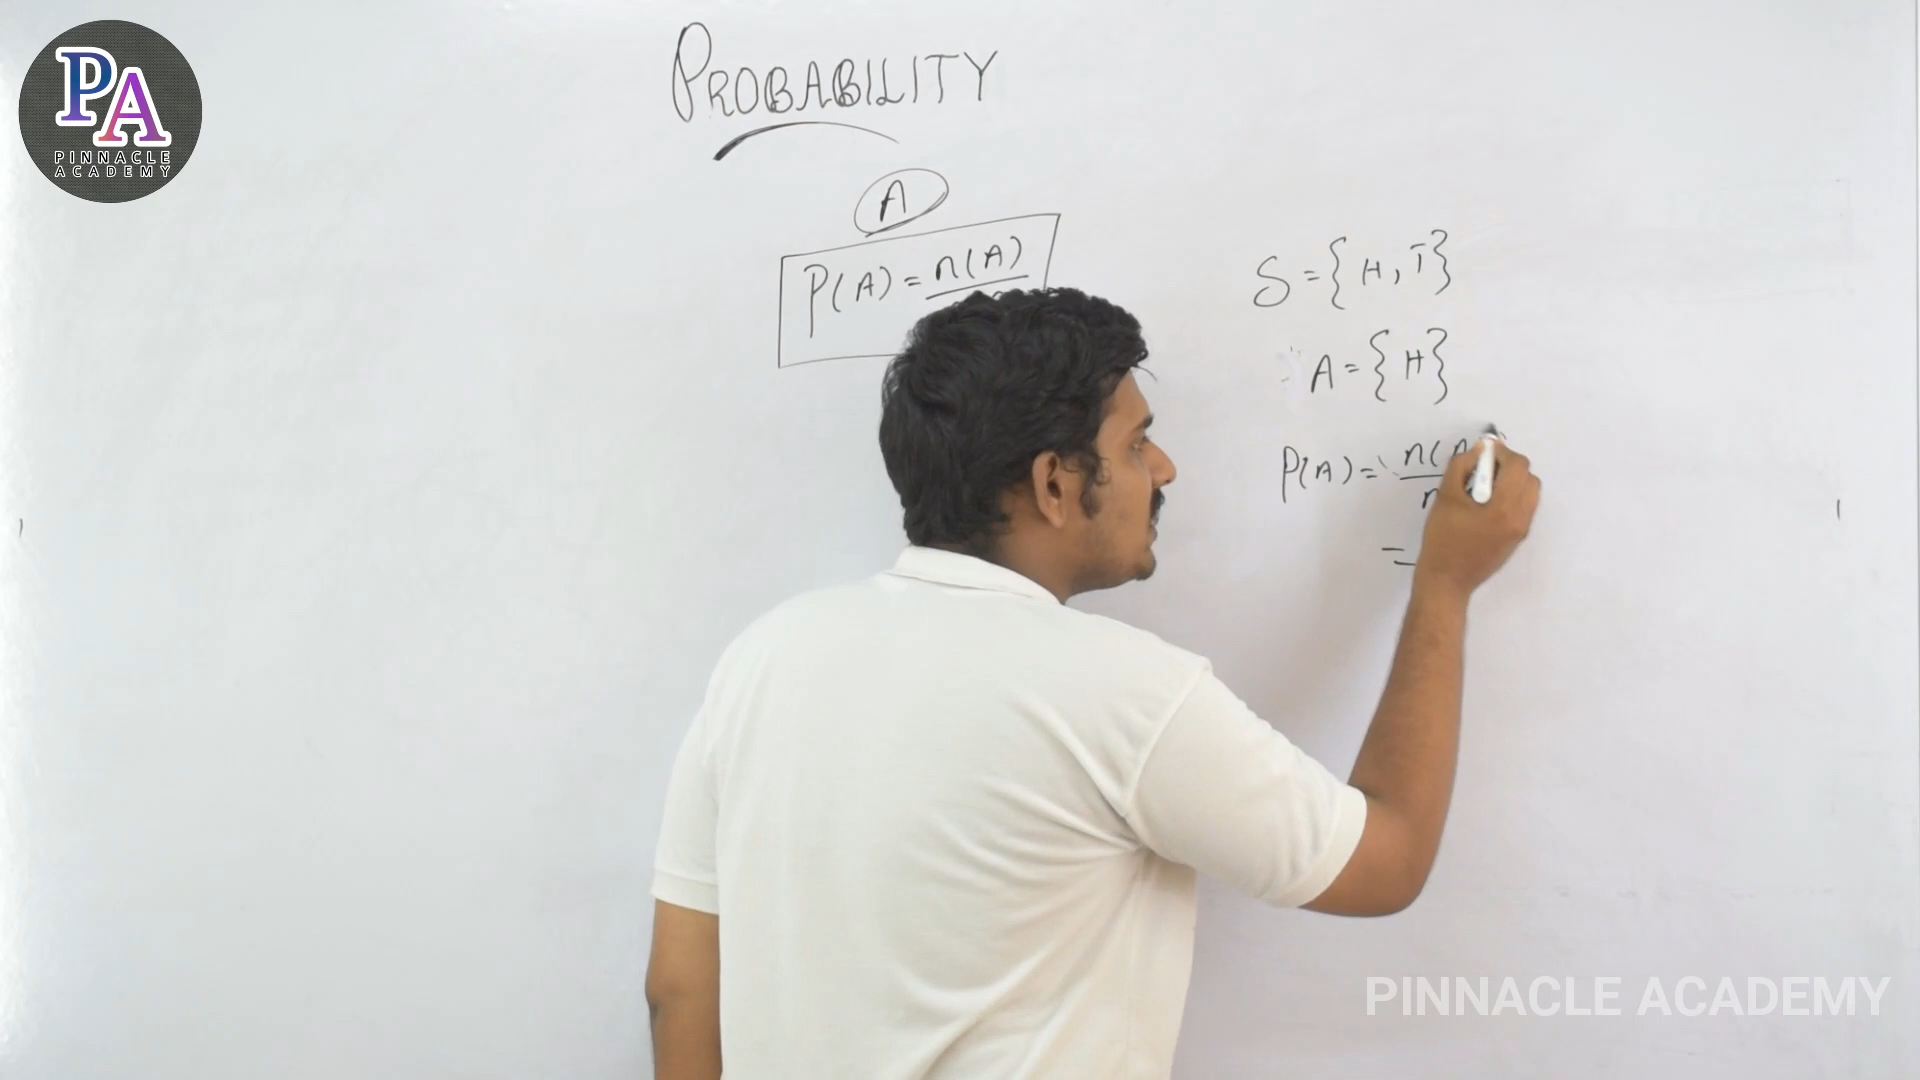 PA
PINNACLE
ACADEMY
PROBABILITY
A
P(A) = n(A)
S = { H, T }
A = { H }
P(A) = n(A
n
=
PINNACLE ACADEMY